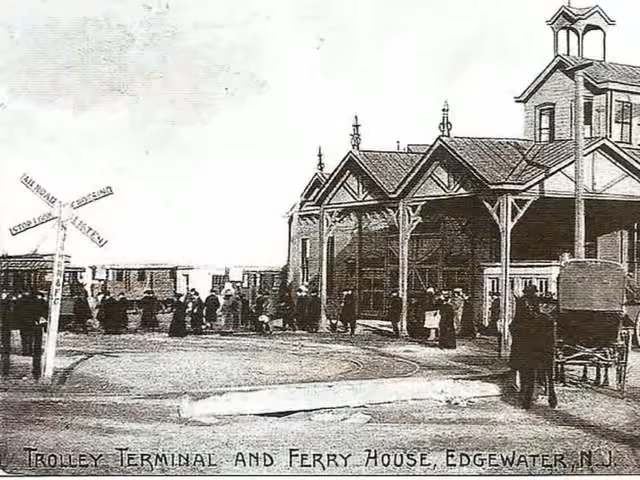 RAILROAD CROSSING
STOP LOOK LISTEN
TROLLEY TERMINAL AND FERRY HOUSE, EDGEWATER, N.J.